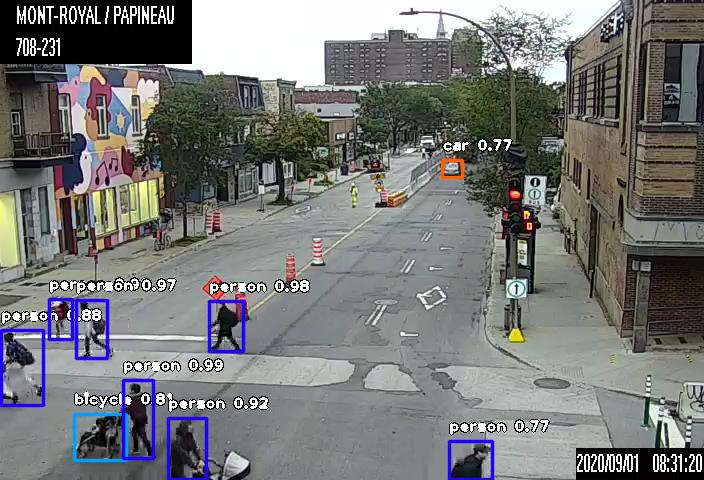 MONT-ROYAL / PAPINEAU
708-231
car 0.77
person 0.97
person 0.98
person 0.88
person 0.99
bicycle 0.81
person 0.92
person 0.77
2020/09/01 08:31:20